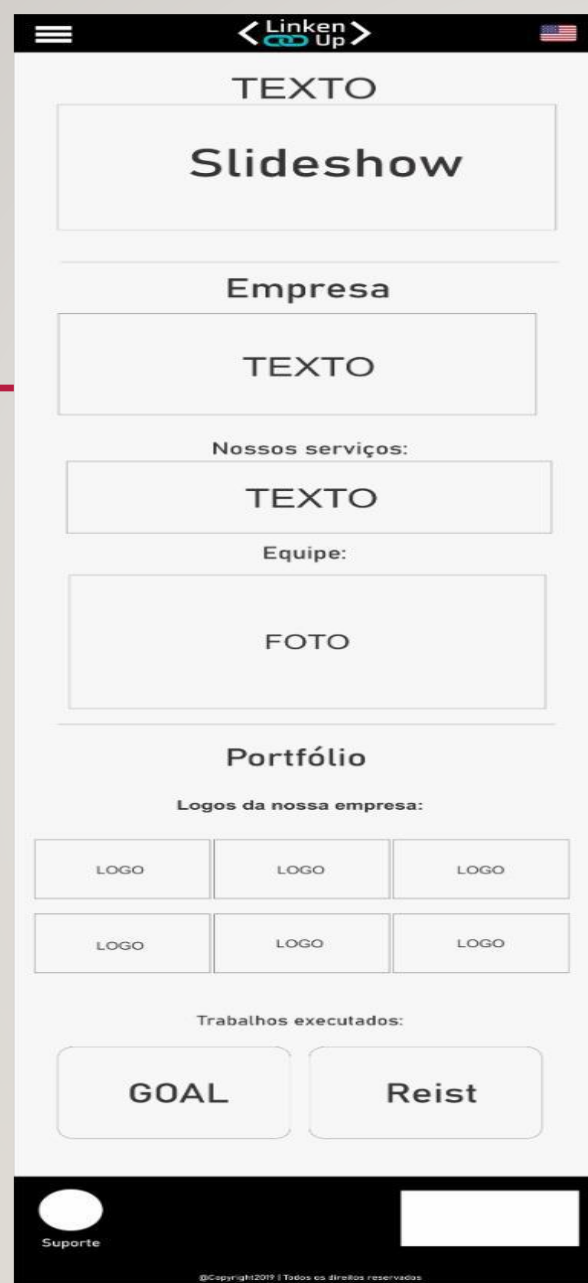 Linken
Up
TEXTO
Slideshow
Empresa
TEXTO
Nossos serviços:
TEXTO
Equipe:
FOTO
Portfólio
Logos da nossa empresa:
LOGO LOGO LOGO
LOGO LOGO LOGO
Trabalhos executados:
GOAL Reist
Suporte
@Copyright2019 | Todos os direitos reservados